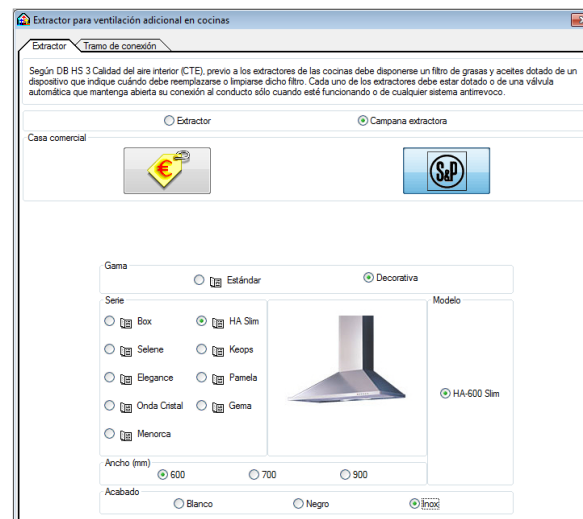 Extractor para ventilación adicional en cocinas
Extractor Tramo de conexión
Según DB HS 3 Calidad del aire interior (CTE), previo a los extractores de las cocinas debe disponerse un filtro de grasas y aceites dotado de un
dispositivo que indique cuándo debe reemplazarse o limpiarse dicho filtro. Cada uno de los extractores debe estar dotado o de una válvula
automática que mantenga abierta su conexión al conducto sólo cuando esté funcionando o de cualquier sistema antirrevoco.
Extractor Campana extractora
Casa comercial
€ S&P
Gama
Estándar Decorativa
Serie Modelo
Box HA Slim
Selene Keops
Elegance Pamela
HA-600 Slim
Onda Cristal Gema
Menorca
Ancho (mm)
600 700 900
Acabado
Blanco Negro Inox